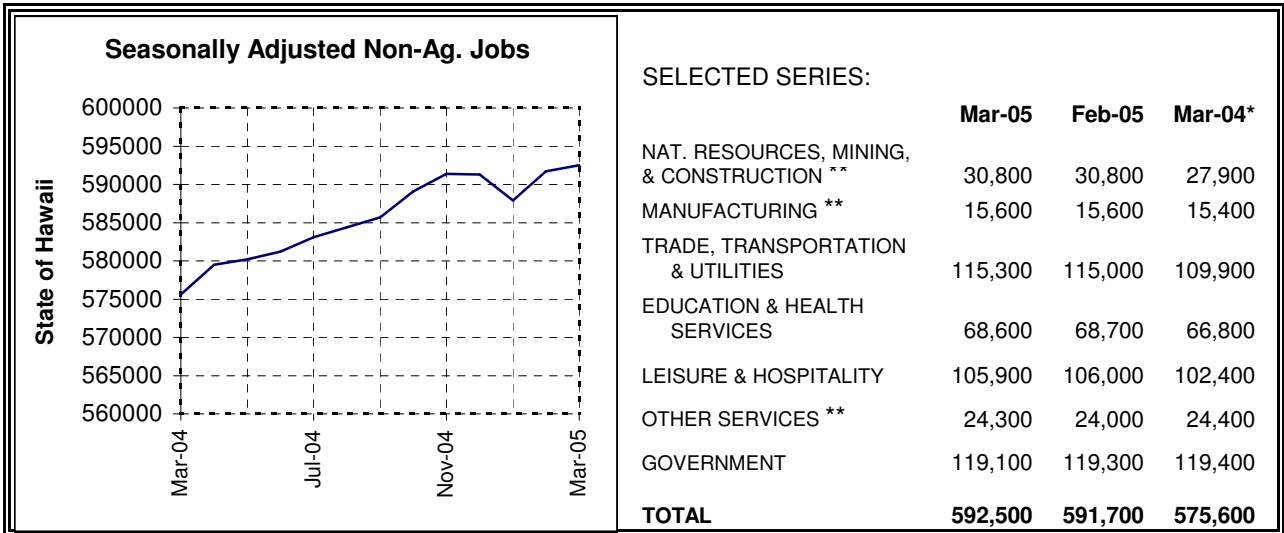 Seasonally Adjusted Non-Ag. Jobs
State of Hawaii
600000
595000
590000
585000
580000
575000
570000
565000
560000
Mar-04
Jul-04
Nov-04
Mar-05
SELECTED SERIES:
Mar-05 Feb-05 Mar-04*
NAT. RESOURCES, MINING,
& CONSTRUCTION ** 30,800 30,800 27,900
MANUFACTURING ** 15,600 15,600 15,400
TRADE, TRANSPORTATION
& UTILITIES 115,300 115,000 109,900
EDUCATION & HEALTH
SERVICES 68,600 68,700 66,800
LEISURE & HOSPITALITY 105,900 106,000 102,400
OTHER SERVICES ** 24,300 24,000 24,400
GOVERNMENT 119,100 119,300 119,400
TOTAL 592,500 591,700 575,600